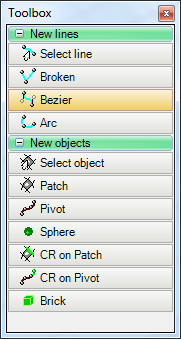 Toolbox
New lines
Select line
Broken
Bezier
Arc
New objects
Select object
Patch
Pivot
Sphere
CR on Patch
CR on Pivot
Brick